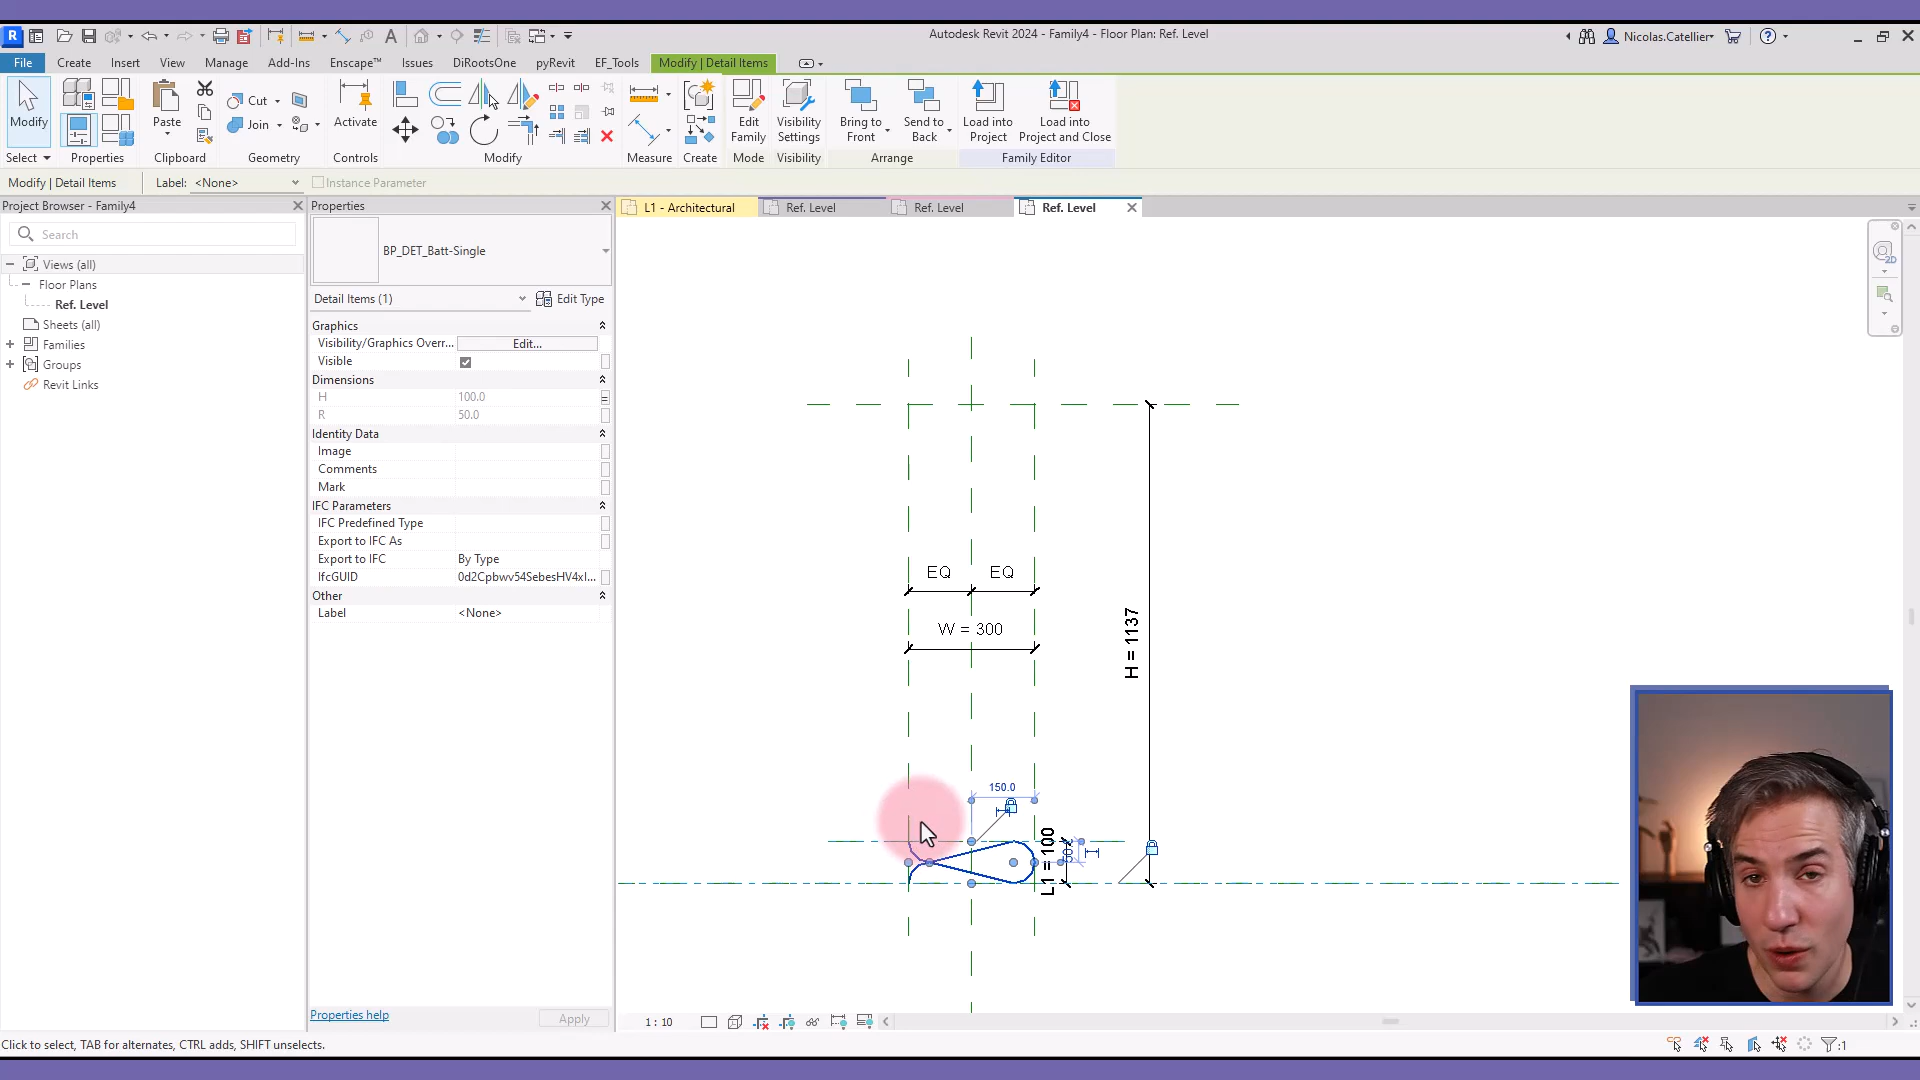 Autodesk Revit 2024 - Family4 - Floor Plan: Ref. Level
Nicolas.Catellier
File Create Insert View Manage Add-Ins Enscape™ Issues DiRootsOne pyRevit EF_Tools Modify | Detail Items
Modify
Paste
Cut
Join
Activate
Edit Family
Visibility Settings
Bring to Front
Send to Back
Load into Project
Load into Project and Close
Select Properties Clipboard Geometry Controls Modify Measure Create Mode Visibility Arrange Family Editor
Modify | Detail Items Label: <None> Instance Parameter
Project Browser - Family4
Search
Views (all)
Floor Plans
Ref. Level
Sheets (all)
Families
Groups
Revit Links
Properties
BP_DET_Batt-Single
Detail Items (1) Edit Type
Graphics
Visibility/Graphics Overr... Edit...
Visible
Dimensions
H 100.0
R 50.0
Identity Data
Image
Comments
Mark
IFC Parameters
IFC Predefined Type
Export to IFC As
Export to IFC By Type
IfcGUID 0d2Cpbwv54SebesHV4xI...
Other
Label <None>
Properties help Apply
L1 - Architectural Ref. Level Ref. Level Ref. Level
EQ EQ
W = 300
H = 1137
150.0
L1 = 100
1 : 10
Click to select, TAB for alternates, CTRL adds, SHIFT unselects.
:1